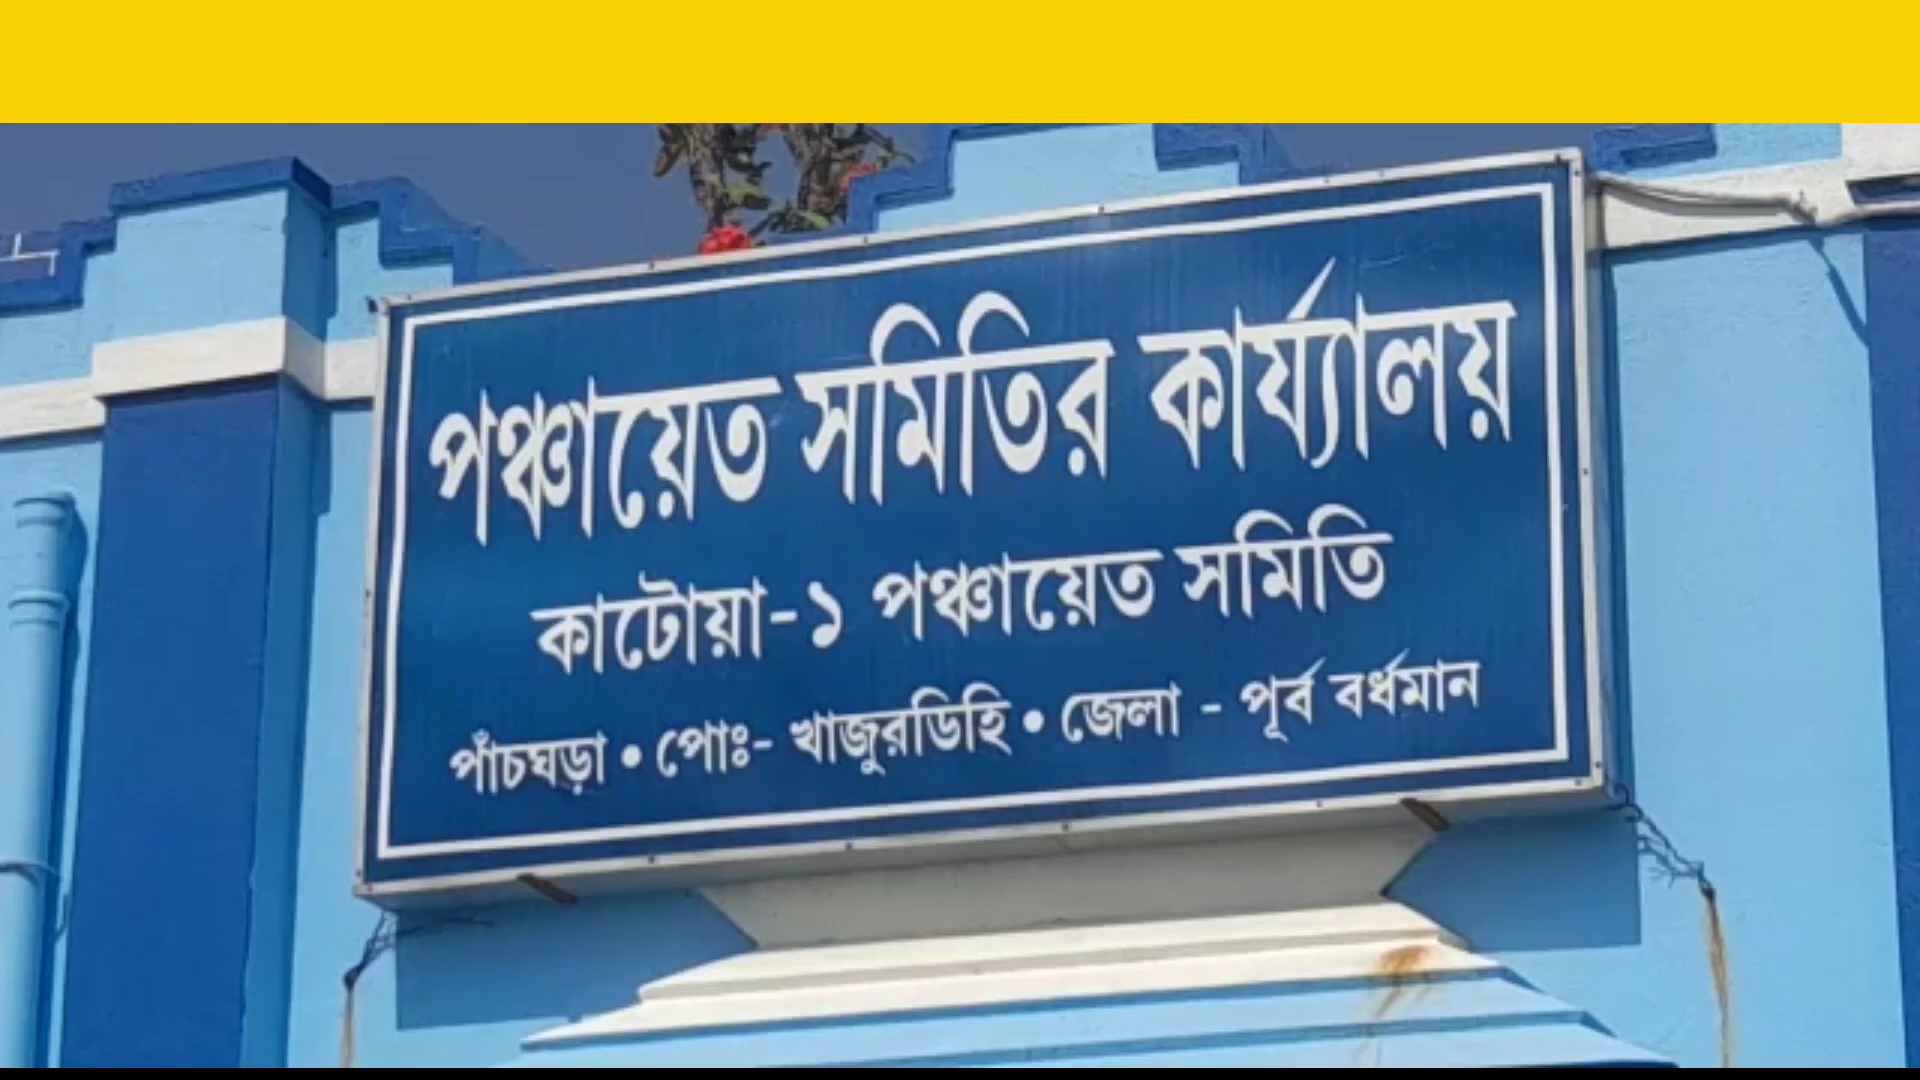 পঞ্চায়েত সমিতির কার্য্যালয়
কাটোয়া-১ পঞ্চায়েত সমিতি
পাঁচঘড়া • পোঃ- খাজুরডিহি • জেলা - পূর্ব বর্ধমান